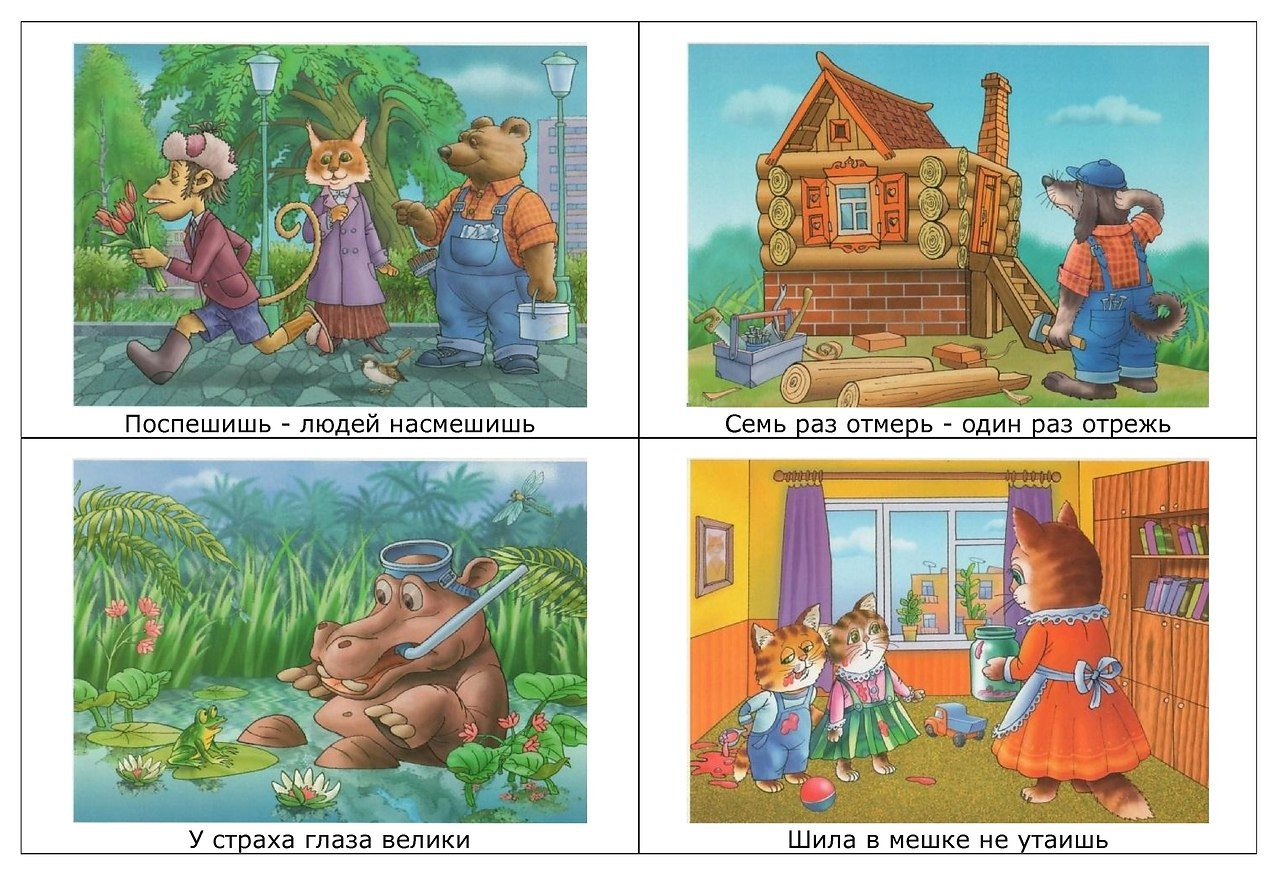 Поспешишь - людей насмешишь
Семь раз отмерь - один раз отрежь
У страха глаза велики
Шила в мешке не утаишь